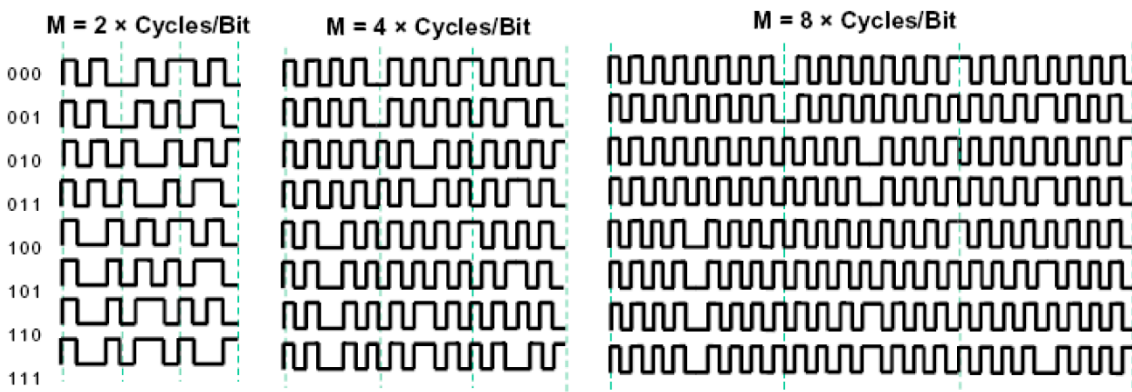 M = 2 × Cycles/Bit
M = 4 × Cycles/Bit
M = 8 × Cycles/Bit
000
001
010
011
100
101
110
111